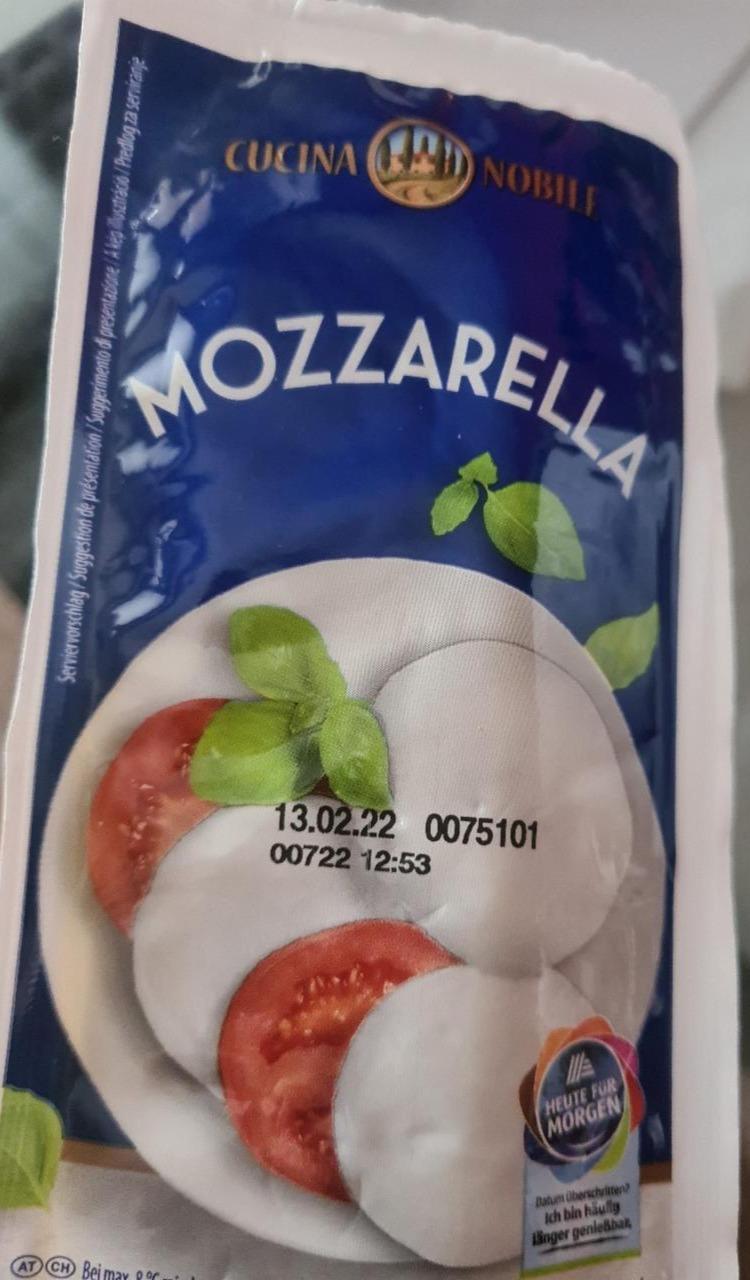 CUCINA NOBILE
MOZZARELLA
Serviervorschlag / Suggestion de présentation / Suggerimento di presentazione / A kép illusztráció / Predlog za serviranje
13.02.22 0075101
00722 12:53
HEUTE FÜR
MORGEN
Datum überschritten?
Ich bin häufig
länger genießbar.
AT CH Bei max. 8 °C